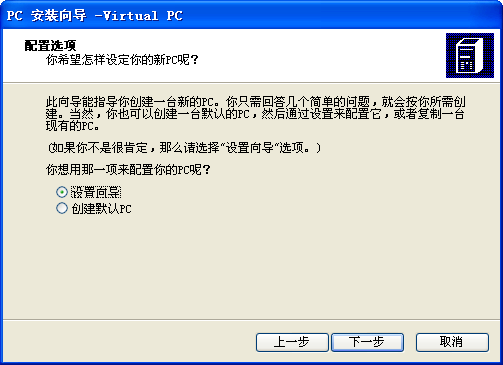 PC 安装向导 -Virtual PC
配置选项
你希望怎样设定你的新PC呢？
此向导能指导你创建一台新的PC。你只需回答几个简单的问题，就会按你所需创
建。当然，你也可以创建一台默认的PC，然后通过设置来配置它，或者复制一台
现有的PC。
(如果你不是很肯定，那么请选择"设置向导"选项。)
你想用那一项来配置你的PC呢？
设置向导
创建默认PC
上一步 下一步 取消